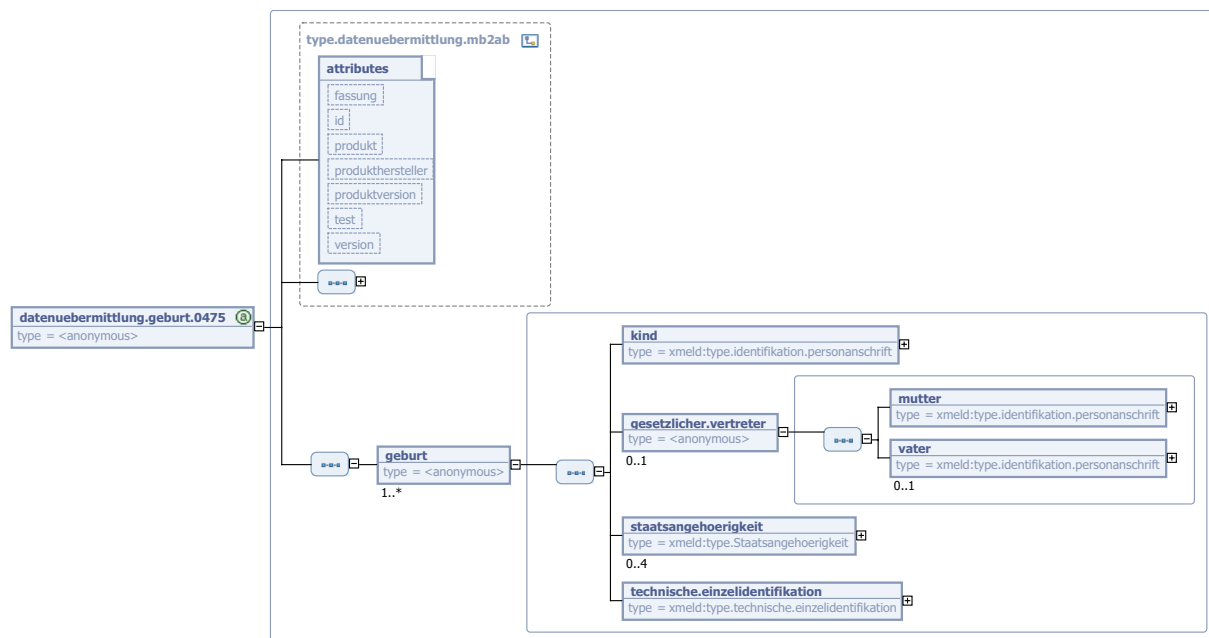 type.datenuebermittlung.mb2ab
attributes
fassung
id
produkt
produkthersteller
produktversion
test
version
datenuebermittlung.geburt.0475
a
type = <anonymous>
geburt
type = <anonymous>
1..*
kind
type = xmeld:type.identifikation.personanschrift
gesetzlicher.vertreter
type = <anonymous>
0..1
mutter
type = xmeld:type.identifikation.personanschrift
vater
type = xmeld:type.identifikation.personanschrift
0..1
staatsangehoerigkeit
type = xmeld:type.Staatsangehoerigkeit
0..4
technische.einzelidentifikation
type = xmeld:type.technische.einzelidentifikation